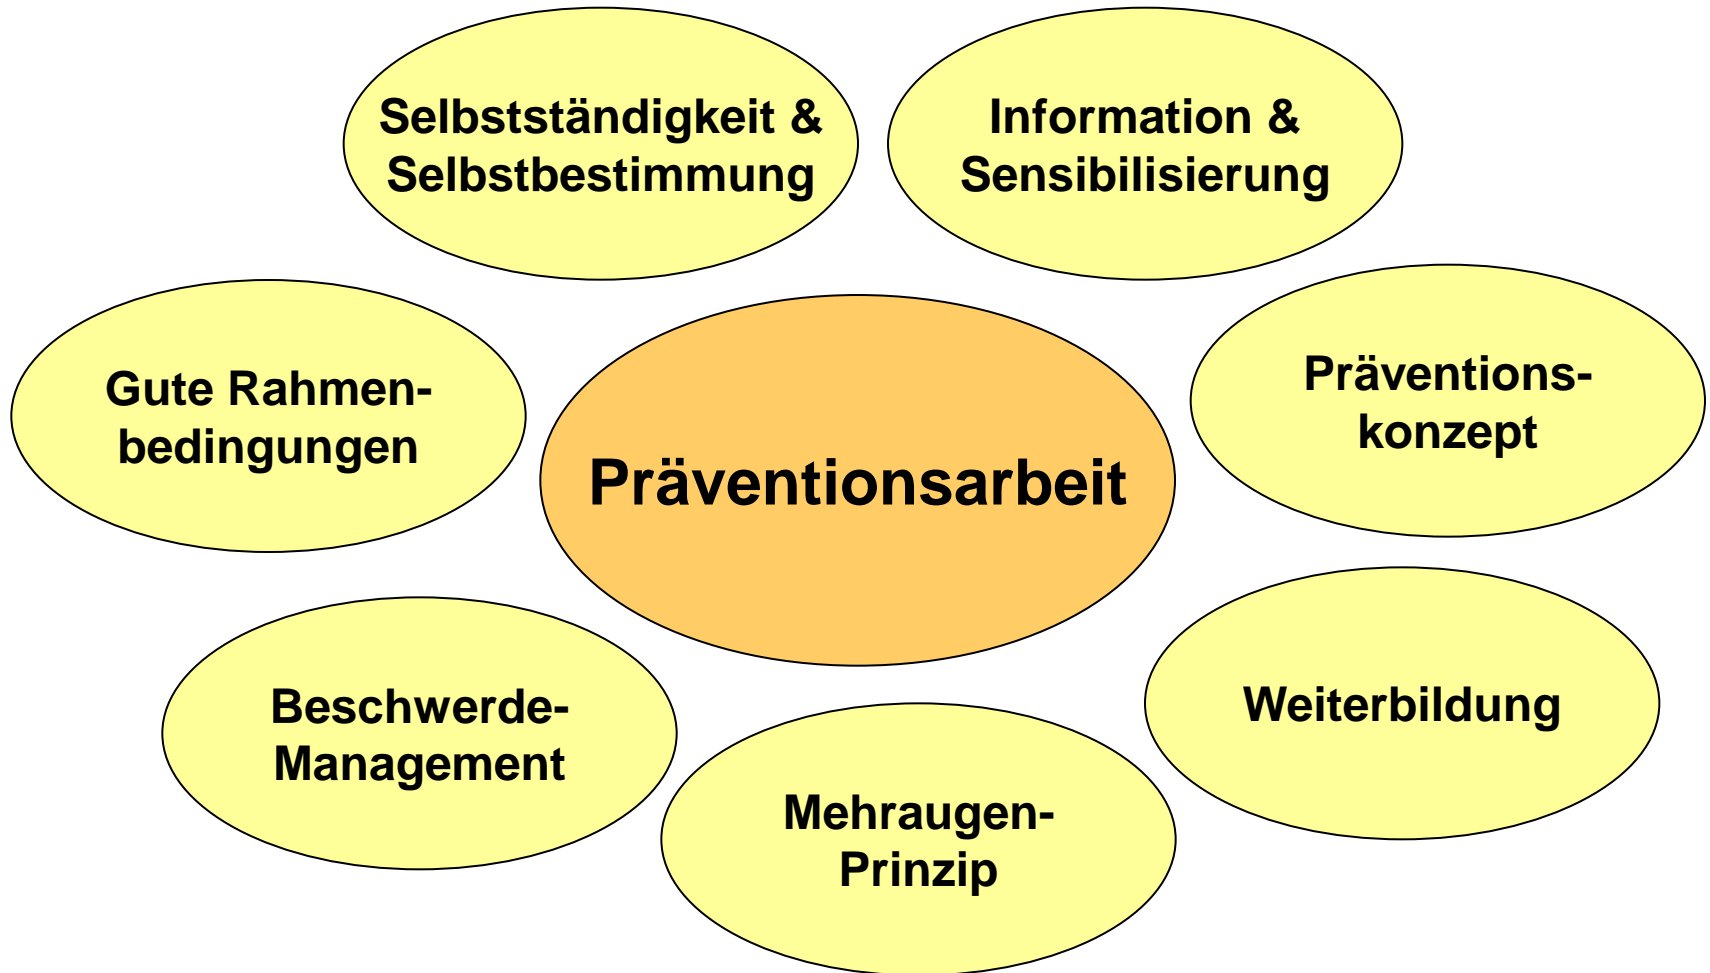 Selbstständigkeit &
Selbstbestimmung
Information &
Sensibilisierung
Gute Rahmen-
bedingungen
Präventions-
konzept
Präventionsarbeit
Beschwerde-
Management
Weiterbildung
Mehraugen-
Prinzip